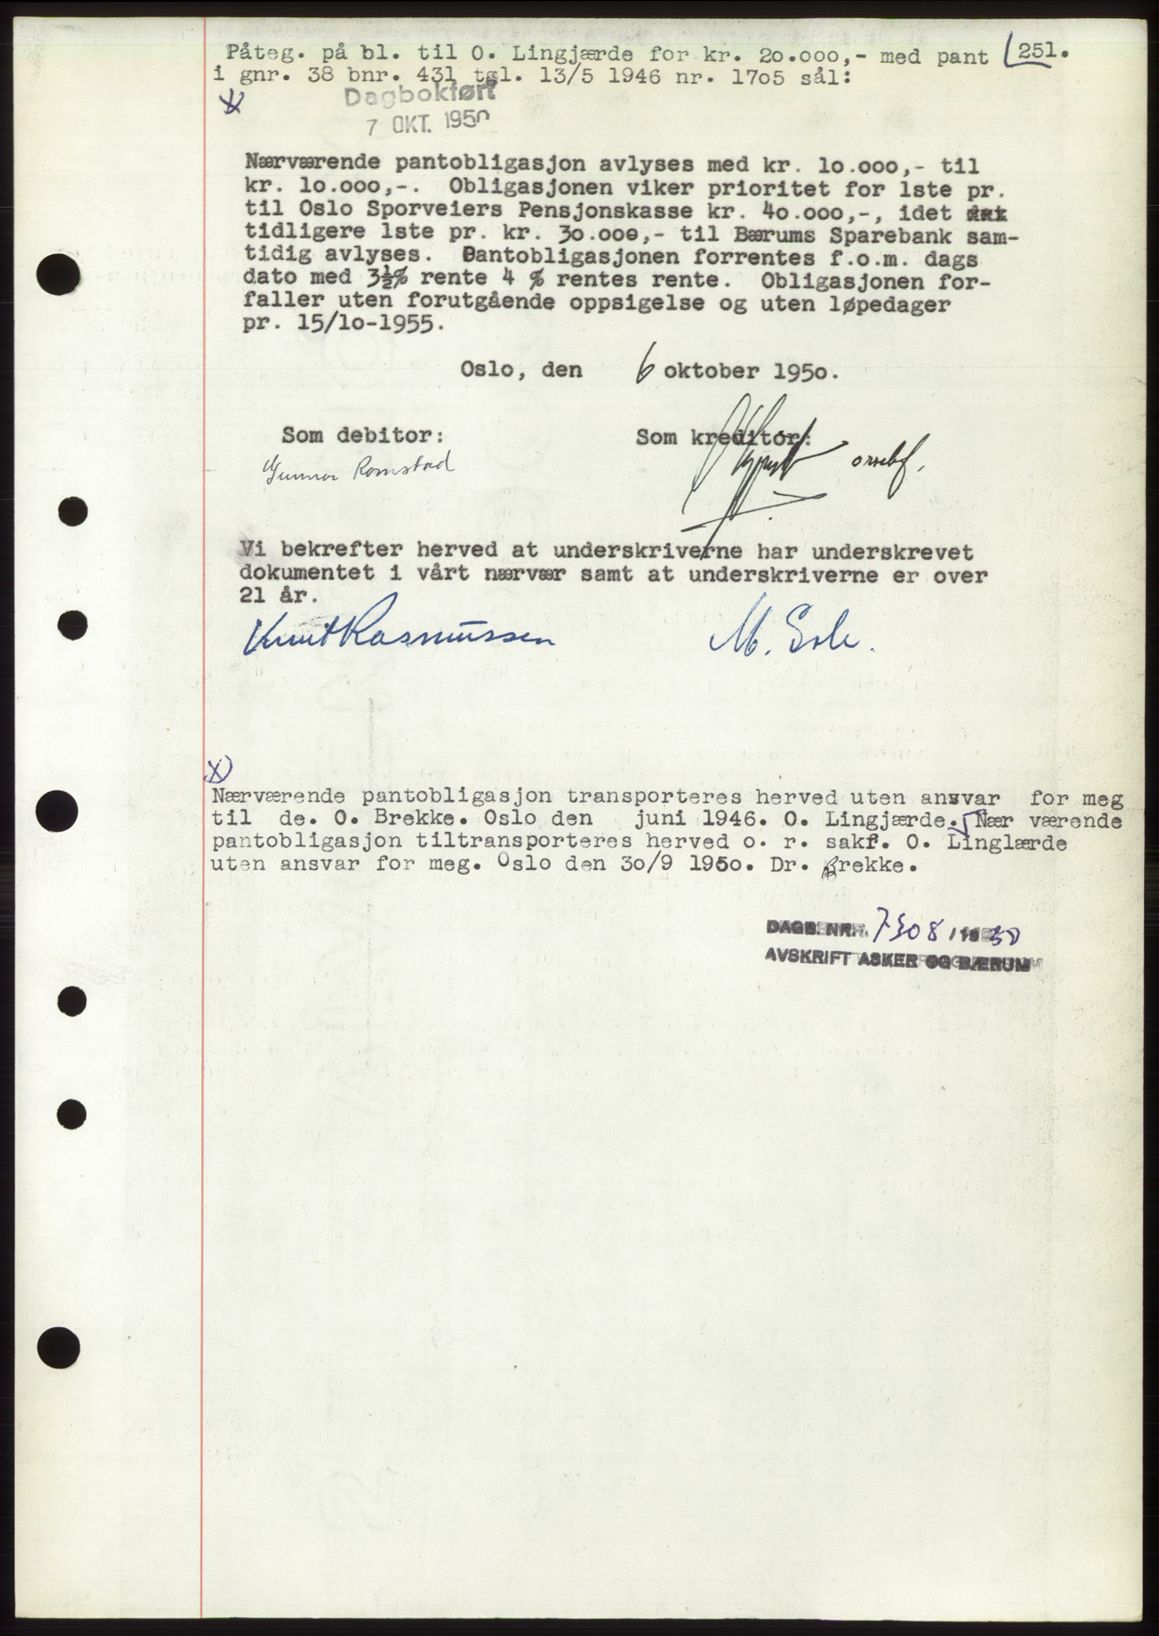 Påteg. på bl. til O. Lingjærde for kr. 20.000,- med pant 251.
i gnr. 38 bnr. 431 tgl. 13/5 1946 nr. 1705 sål:
Dagbokført
7 OKT. 1950
Nærværende pantobligasjon avlyses med kr. 10.000,- til
kr. 10.000,-. Obligasjonen viker prioritet for 1ste pr.
til Oslo Sporveiers Pensjonskasse kr. 40.000,-, idet
tidligere 1ste pr. kr. 30.000,- til Bærums Sparebank sam-
tidig avlyses. Pantobligasjonen forrentes f.o.m. dags
dato med 3½% rente 4 % rentes rente. Obligasjonen for-
faller uten forutgående oppsigelse og uten løpedager
pr. 15/10-1955.
Oslo, den 6 oktober 1950.
Som debitor: Som kreditor:
Gunnar Romstad
Vi bekrefter herved at underskriverne har underskrevet
dokumentet i vårt nærvær samt at underskriverne er over
21 år.
Knut Rasmussen M.
x)
Nærværende pantobligasjon transporteres herved uten ansvar for meg
til de. O. Brekke. Oslo den juni 1946. O. Lingjærde. Nær værende
pantobligasjon tiltransporteres herved o. r. sakf. O. Linglærde
uten ansvar for meg. Oslo den 30/9 1950. Dr. Brekke.
DAGB. NR. 7308 / 1950
AVSKRIFT ASKER OG BÆRUM